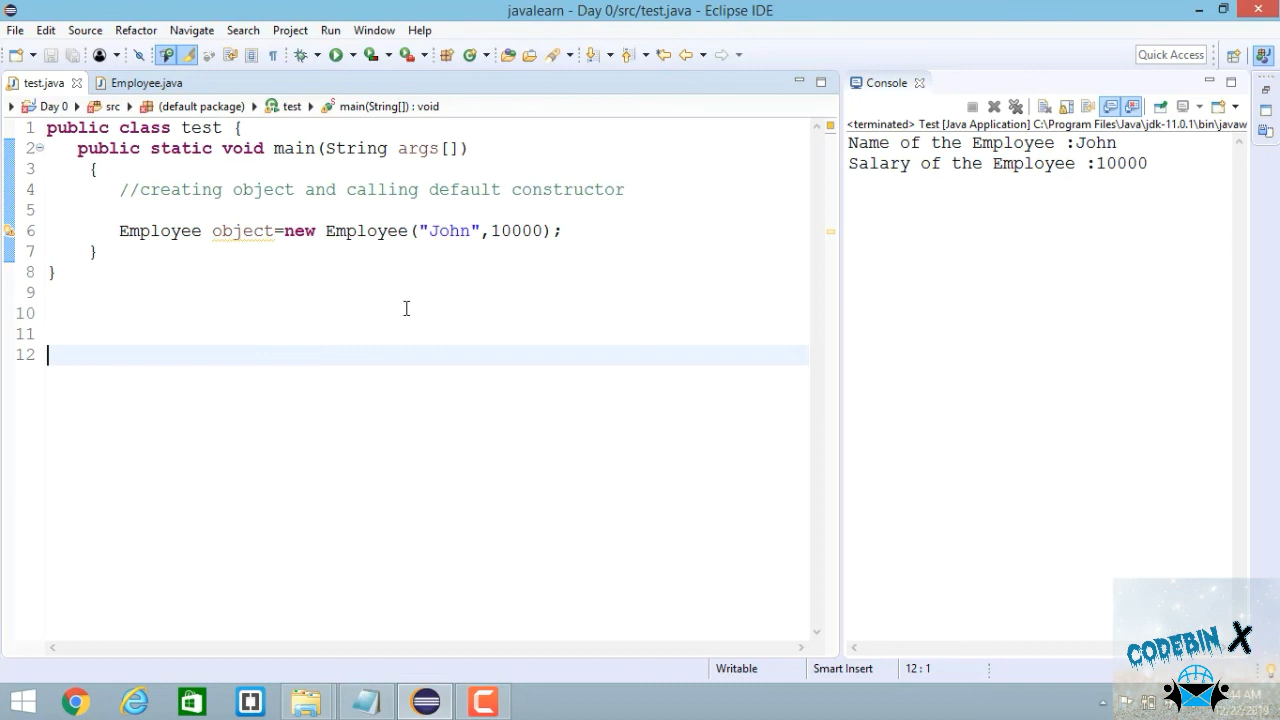 javalearn - Day 0/src/test.java - Eclipse IDE
File Edit Source Refactor Navigate Search Project Run Window Help
Quick Access
test.java Employee.java
Day 0 src (default package) test main(String[]) : void
1 public class test {
2 public static void main(String args[])
3 {
4 //creating object and calling default constructor
5
6 Employee object=new Employee("John",10000);
7 }
8 }
9
10
11
12
Console
<terminated> Test [Java Application] C:\Program Files\Java\jdk-11.0.1\bin\javaw
Name of the Employee :John
Salary of the Employee :10000
Writable Smart Insert 12 : 1
CODEBIN X